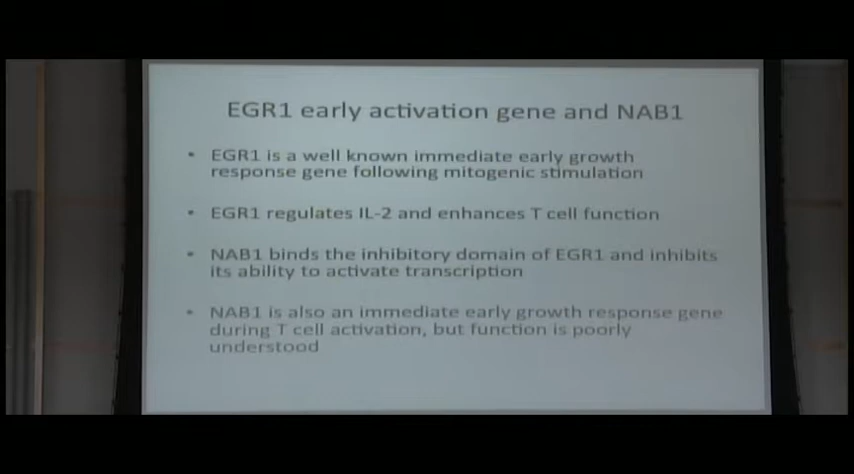 EGR1 early activation gene and NAB1
• EGR1 is a well known immediate early growth
response gene following mitogenic stimulation
• EGR1 regulates IL-2 and enhances T cell function
• NAB1 binds the inhibitory domain of EGR1 and inhibits
its ability to activate transcription
• NAB1 is also an immediate early growth response gene
during T cell activation, but function is poorly
understood